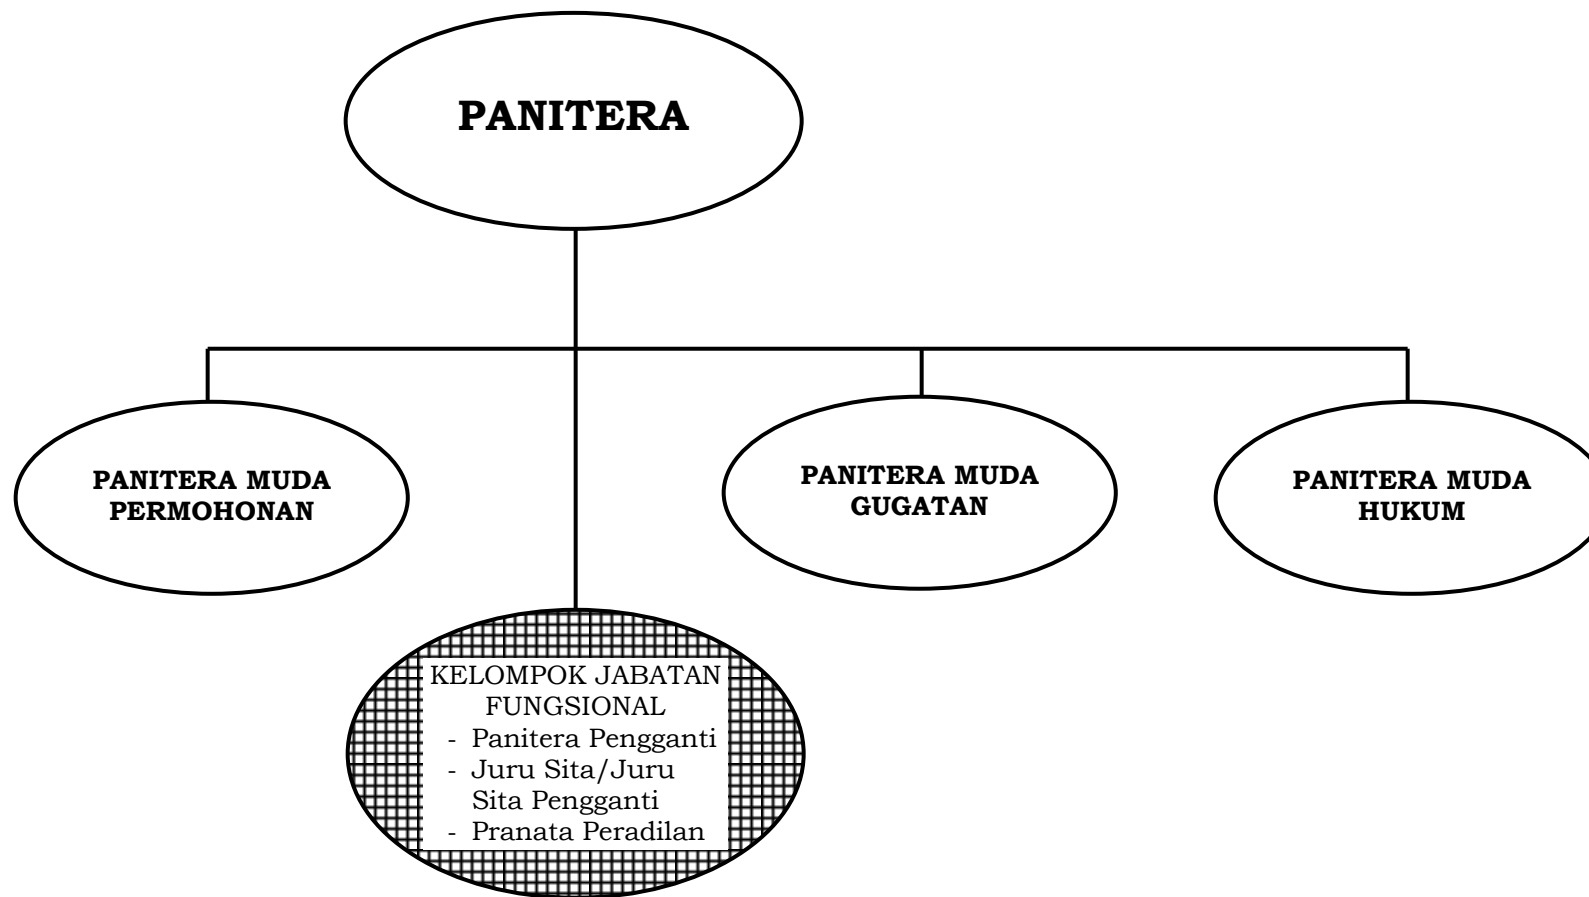 PANITERA
PANITERA MUDA
PERMOHONAN
PANITERA MUDA
GUGATAN
PANITERA MUDA
HUKUM
KELOMPOK JABATAN
FUNGSIONAL
- Panitera Pengganti
- Juru Sita/Juru
Sita Pengganti
- Pranata Peradilan